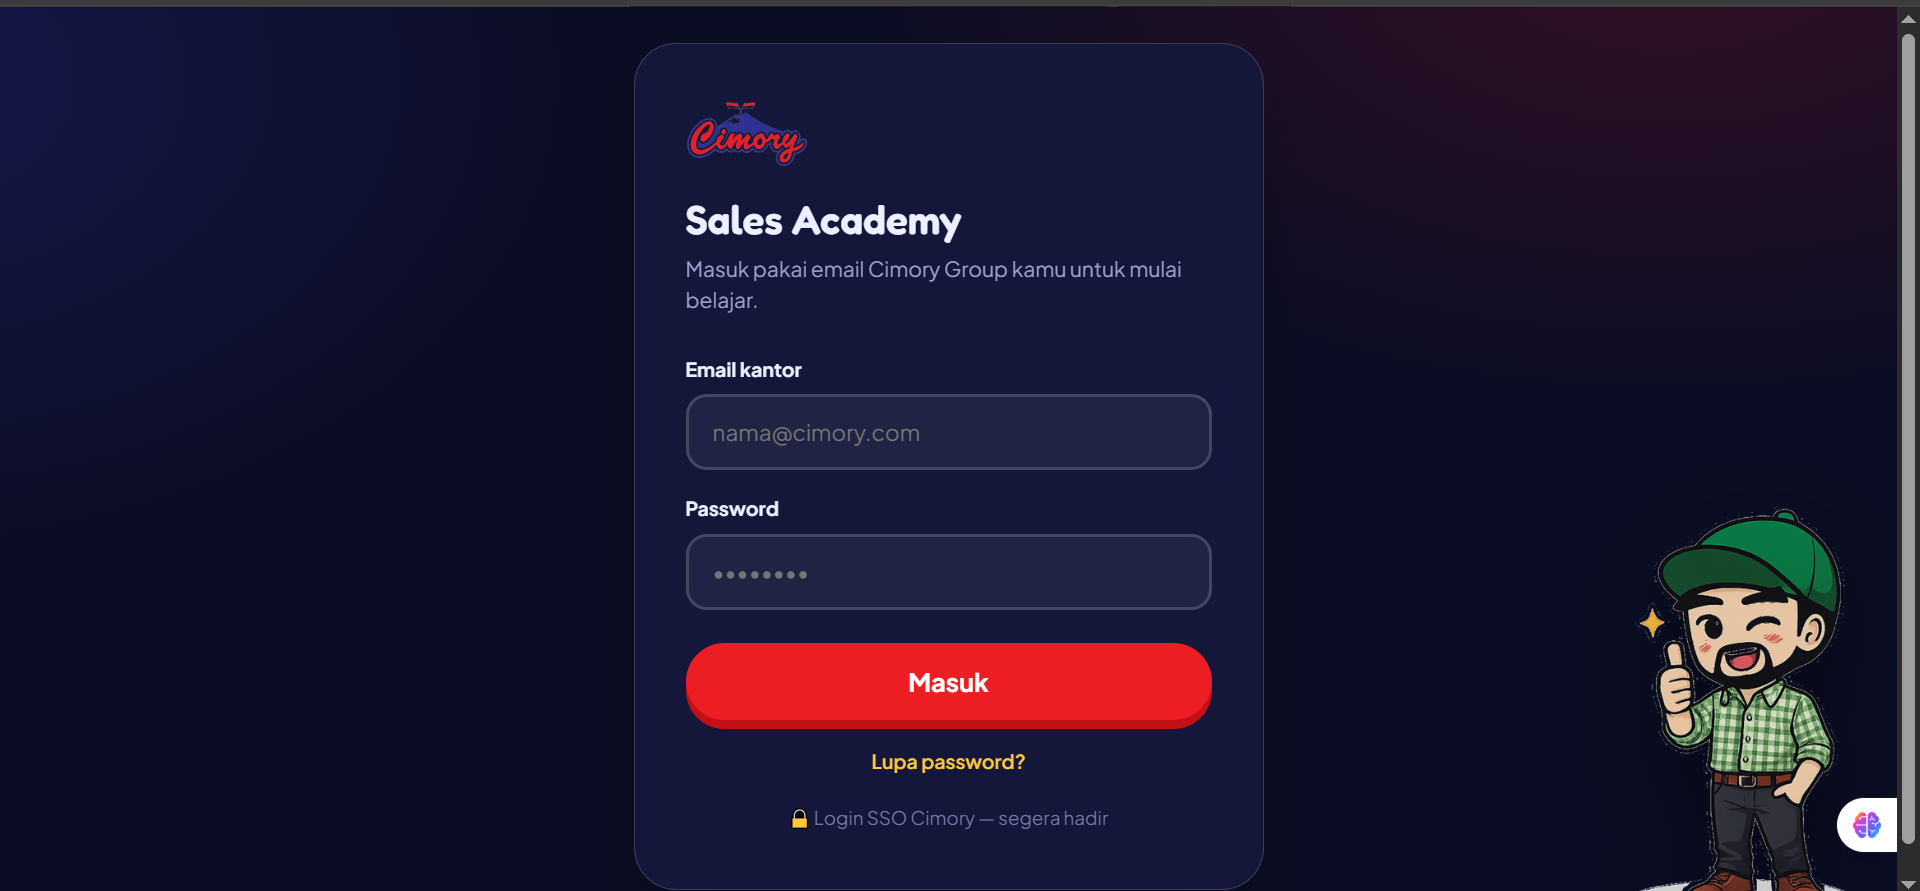 Cimory
Sales Academy
Masuk pakai email Cimory Group kamu untuk mulai
belajar.
Email kantor
nama@cimory.com
Password
••••••••
Masuk
Lupa password?
🔒 Login SSO Cimory — segera hadir